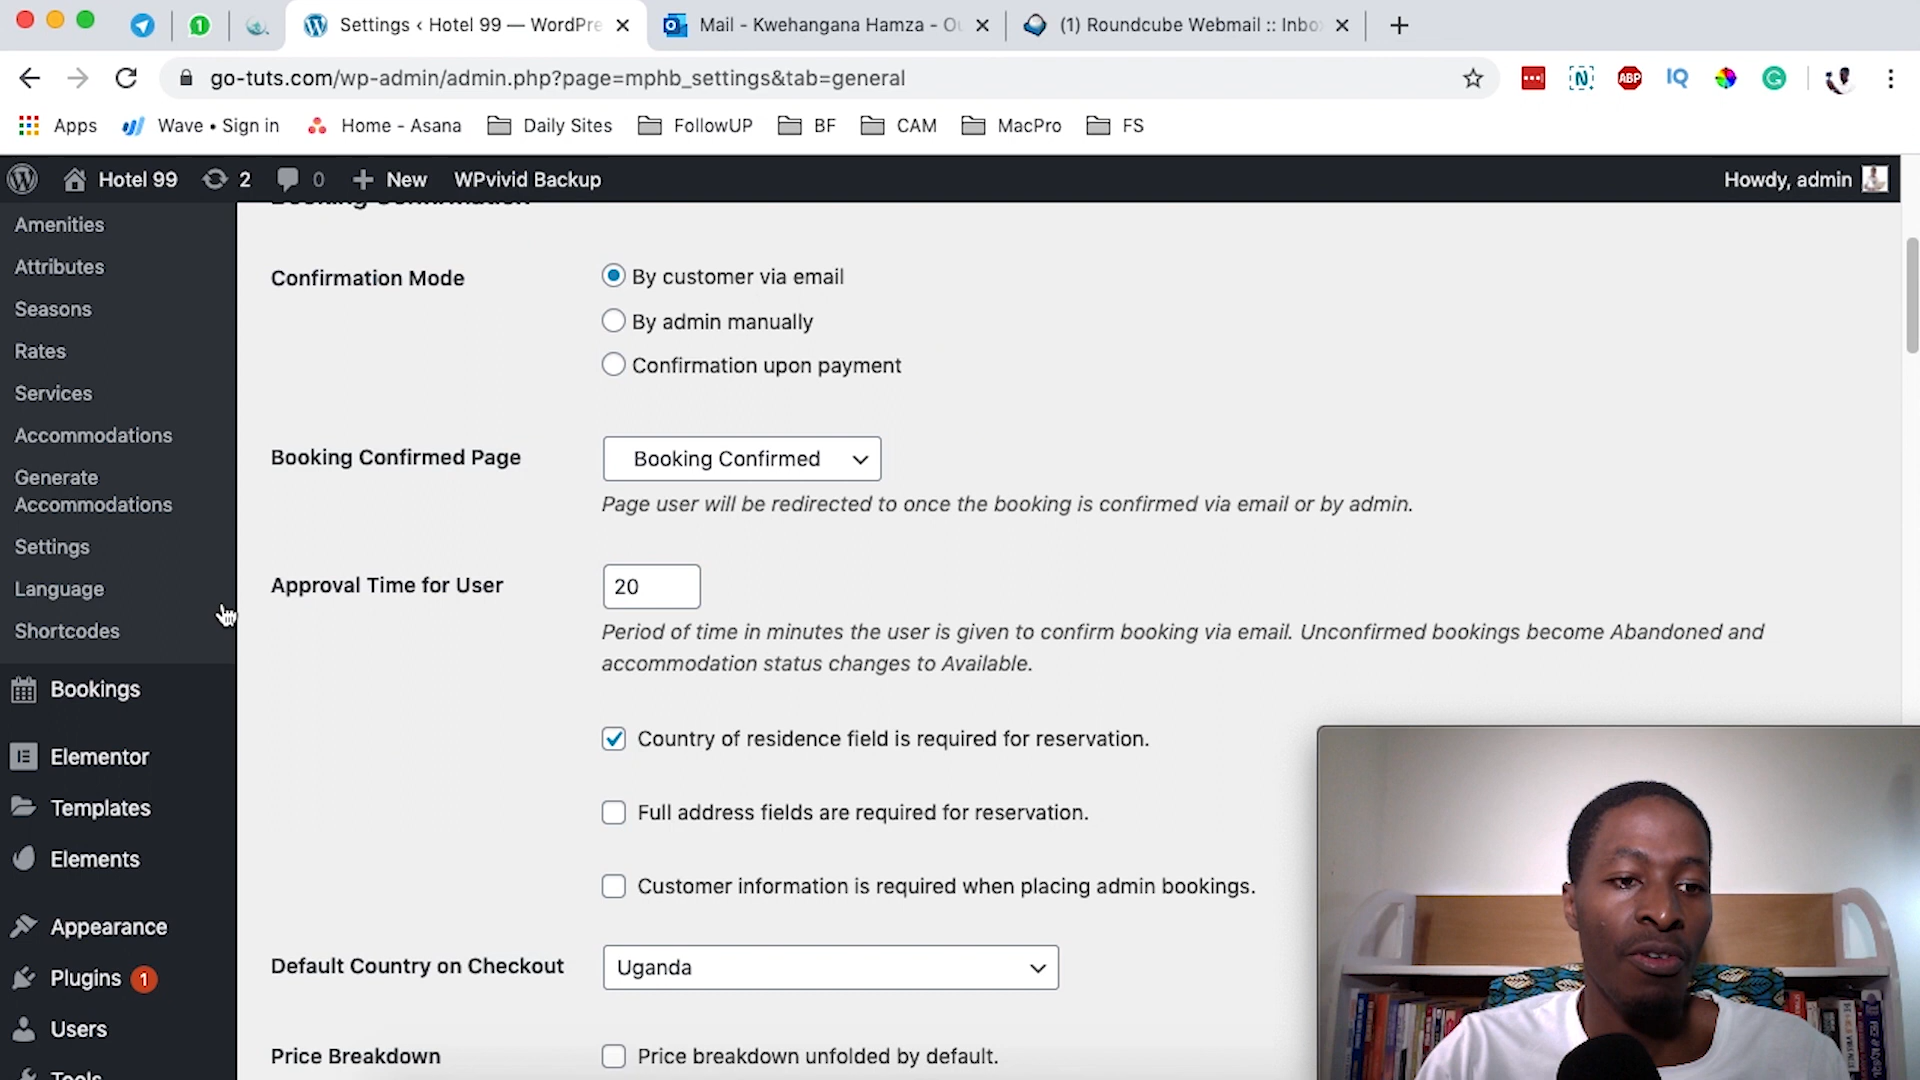 Settings ‹ Hotel 99 — WordPre
Mail - Kwehangana Hamza - Ou
(1) Roundcube Webmail :: Inbo
go-tuts.com/wp-admin/admin.php?page=mphb_settings&tab=general
ABP
IQ
Apps
Wave • Sign in
Home - Asana
Daily Sites
FollowUP
BF
CAM
MacPro
FS
Hotel 99
2
0
New
WPvivid Backup
Howdy, admin
Booking Confirmation
Amenities
Attributes
Seasons
Rates
Services
Accommodations
Generate
Accommodations
Settings
Language
Shortcodes
Bookings
Elementor
Templates
Elements
Appearance
Plugins 1
Users
Tools
Confirmation Mode
By customer via email
By admin manually
Confirmation upon payment
Booking Confirmed Page
Booking Confirmed
Page user will be redirected to once the booking is confirmed via email or by admin.
Approval Time for User
20
Period of time in minutes the user is given to confirm booking via email. Unconfirmed bookings become Abandoned and
accommodation status changes to Available.
Country of residence field is required for reservation.
Full address fields are required for reservation.
Customer information is required when placing admin bookings.
Default Country on Checkout
Uganda
Price Breakdown
Price breakdown unfolded by default.